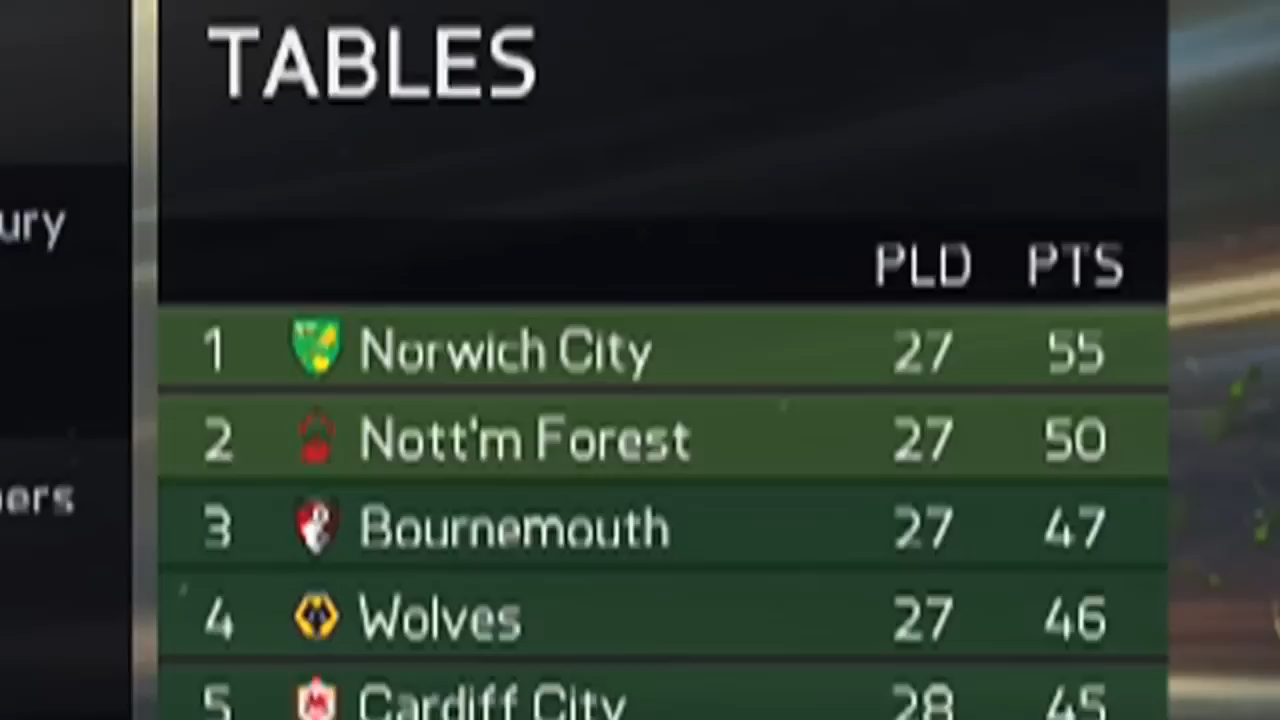 TABLES
ury
PLD PTS
1 Norwich City 27 55
2 Nott'm Forest 27 50
ers
3 Bournemouth 27 47
4 Wolves 27 46
5 Cardiff City 28 45